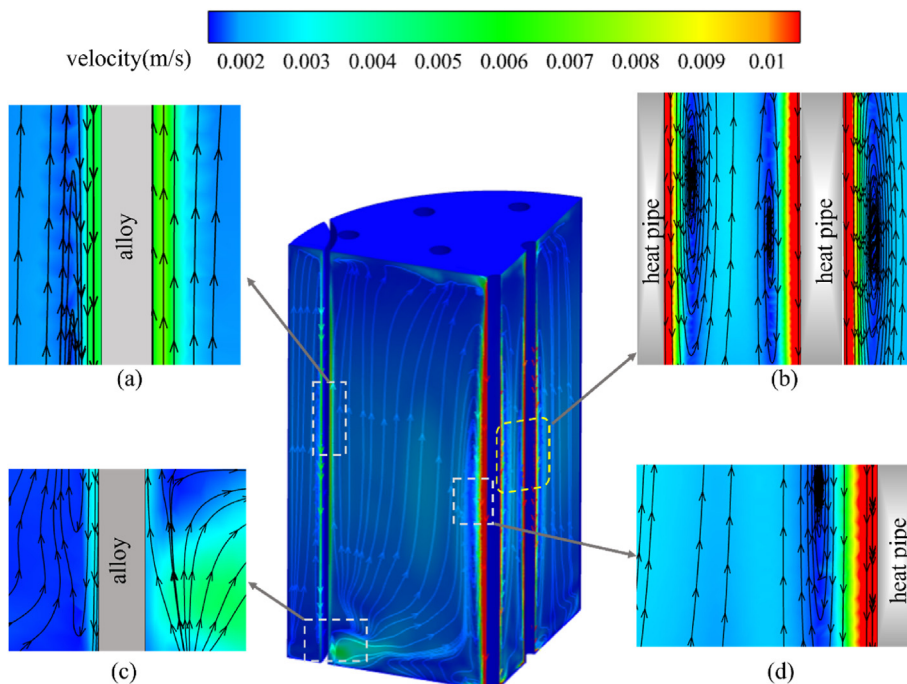 velocity(m/s)
0.002 0.003 0.004 0.005 0.006 0.007 0.008 0.009 0.01
alloy
(a)
heat pipe
heat pipe
(b)
alloy
(c)
heat pipe
(d)